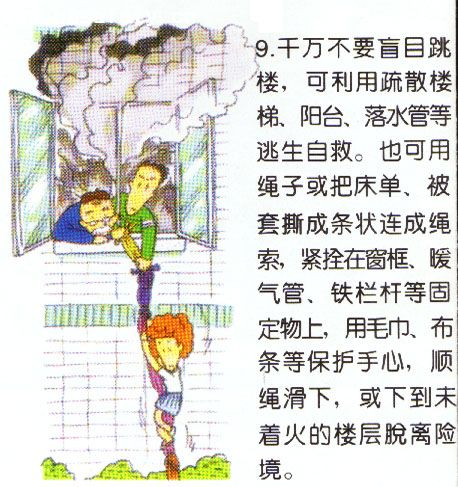 9.千万不要盲目跳
楼，可利用疏散楼
梯、阳台、落水管等
逃生自救。也可用
绳子或把床单、被
套撕成条状连成绳
索，紧拴在窗框、暖
气管、铁栏杆等固
定物上，用毛巾、布
条等保护手心，顺
绳滑下，或下到未
着火的楼层脱离险
境。